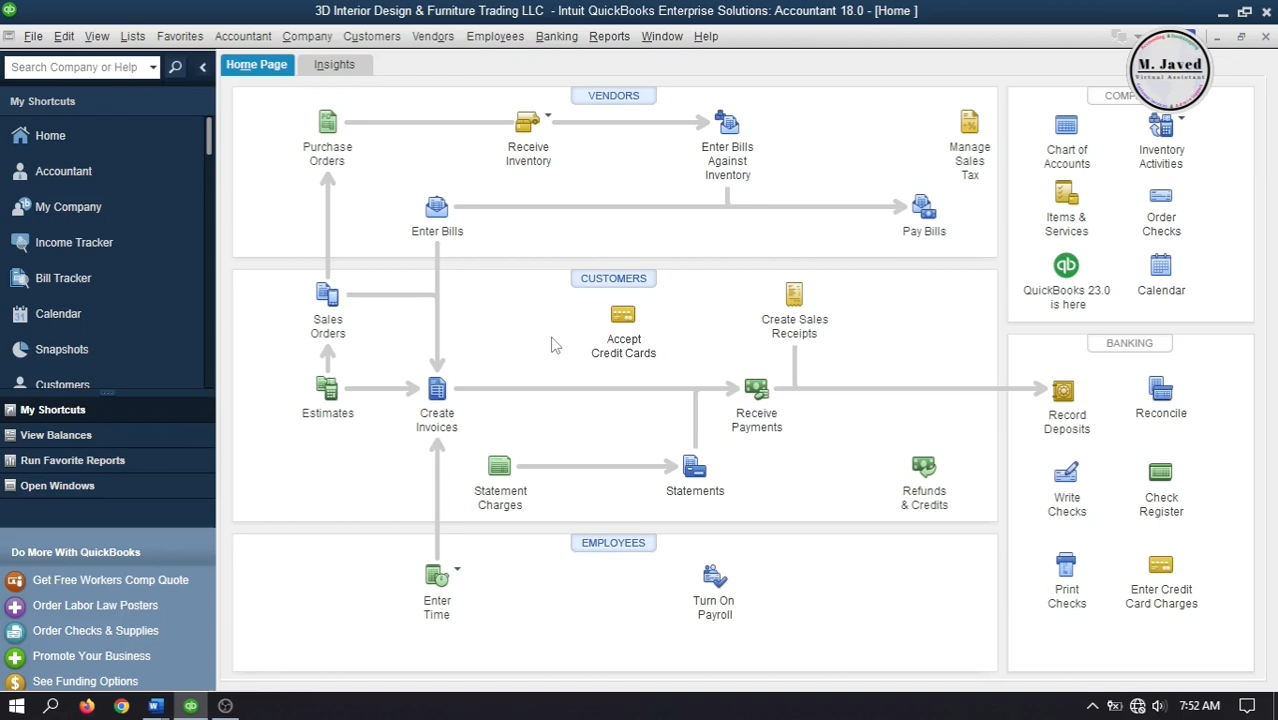 3D Interior Design & Furniture Trading LLC - Intuit QuickBooks Enterprise Solutions: Accountant 18.0 - [Home ]
File Edit View Lists Favorites Accountant Company Customers Vendors Employees Banking Reports Window Help
Search Company or Help
Home Page Insights
M. Javed
Virtual Assistant
My Shortcuts
Home
Accountant
My Company
Income Tracker
Bill Tracker
Calendar
Snapshots
Customers
My Shortcuts
View Balances
Run Favorite Reports
Open Windows
Do More With QuickBooks
Get Free Workers Comp Quote
Order Labor Law Posters
Order Checks & Supplies
Promote Your Business
See Funding Options
VENDORS
Purchase
Orders
Receive
Inventory
Enter Bills
Against
Inventory
Manage
Sales
Tax
Enter Bills
Pay Bills
CUSTOMERS
Sales
Orders
Accept
Credit Cards
Create Sales
Receipts
Estimates
Create
Invoices
Receive
Payments
Statement
Charges
Statements
Refunds
& Credits
EMPLOYEES
Enter
Time
Turn On
Payroll
COMP
Chart of
Accounts
Inventory
Activities
Items &
Services
Order
Checks
qb
QuickBooks 23.0
is here
Calendar
BANKING
Record
Deposits
Reconcile
Write
Checks
Check
Register
Print
Checks
Enter Credit
Card Charges
7:52 AM